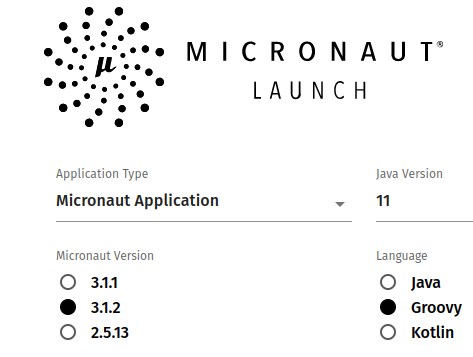 μ
MICRONAUT®
LAUNCH
Application Type
Java Version
Micronaut Application
11
Micronaut Version
Language
3.1.1
Java
3.1.2
Groovy
2.5.13
Kotlin